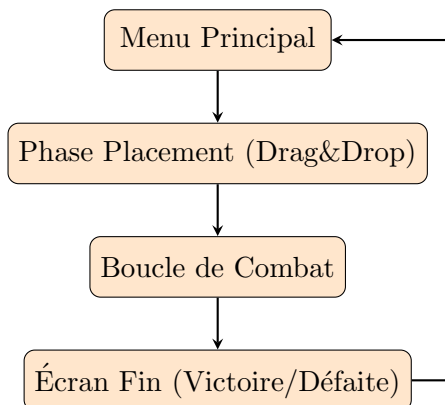 Menu Principal
Phase Placement (Drag&Drop)
Boucle de Combat
Écran Fin (Victoire/Défaite)